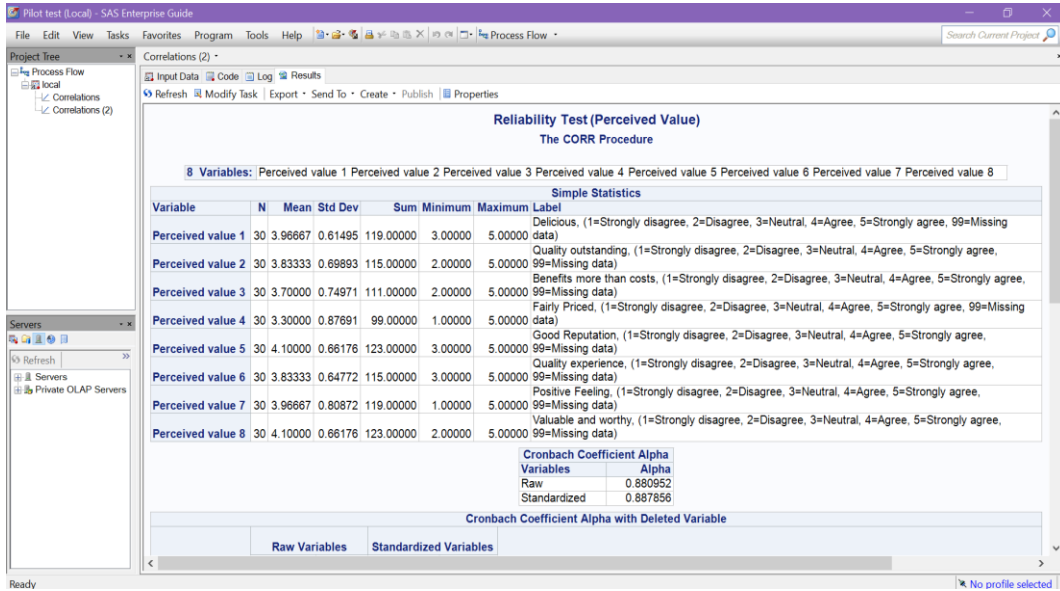 Pilot test (Local) - SAS Enterprise Guide
File Edit View Tasks Favorites Program Tools Help Process Flow
Search Current Project
Project Tree
Process Flow
local
Correlations
Correlations (2)
Servers
Refresh
Servers
Private OLAP Servers
Correlations (2)
Input Data Code Log Results
Refresh Modify Task Export Send To Create Publish Properties
Reliability Test (Perceived Value)
The CORR Procedure
8 Variables: Perceived value 1 Perceived value 2 Perceived value 3 Perceived value 4 Perceived value 5 Perceived value 6 Perceived value 7 Perceived value 8
Simple Statistics
Variable N Mean Std Dev Sum Minimum Maximum Label
Delicious, (1=Strongly disagree, 2=Disagree, 3=Neutral, 4=Agree, 5=Strongly agree, 99=Missing
Perceived value 1 30 3.96667 0.61495 119.00000 3.00000 5.00000 data)
Quality outstanding, (1=Strongly disagree, 2=Disagree, 3=Neutral, 4=Agree, 5=Strongly agree,
Perceived value 2 30 3.83333 0.69893 115.00000 2.00000 5.00000 99=Missing data)
Benefits more than costs, (1=Strongly disagree, 2=Disagree, 3=Neutral, 4=Agree, 5=Strongly agree,
Perceived value 3 30 3.70000 0.74971 111.00000 2.00000 5.00000 99=Missing data)
Fairly Priced, (1=Strongly disagree, 2=Disagree, 3=Neutral, 4=Agree, 5=Strongly agree, 99=Missing
Perceived value 4 30 3.30000 0.87691 99.00000 1.00000 5.00000 data)
Good Reputation, (1=Strongly disagree, 2=Disagree, 3=Neutral, 4=Agree, 5=Strongly agree,
Perceived value 5 30 4.10000 0.66176 123.00000 3.00000 5.00000 99=Missing data)
Quality experience, (1=Strongly disagree, 2=Disagree, 3=Neutral, 4=Agree, 5=Strongly agree,
Perceived value 6 30 3.83333 0.64772 115.00000 3.00000 5.00000 99=Missing data)
Positive Feeling, (1=Strongly disagree, 2=Disagree, 3=Neutral, 4=Agree, 5=Strongly agree,
Perceived value 7 30 3.96667 0.80872 119.00000 1.00000 5.00000 99=Missing data)
Valuable and worthy, (1=Strongly disagree, 2=Disagree, 3=Neutral, 4=Agree, 5=Strongly agree,
Perceived value 8 30 4.10000 0.66176 123.00000 2.00000 5.00000 99=Missing data)
Cronbach Coefficient Alpha
Variables Alpha
Raw 0.880952
Standardized 0.887856
Cronbach Coefficient Alpha with Deleted Variable
Raw Variables Standardized Variables
Ready
No profile selected